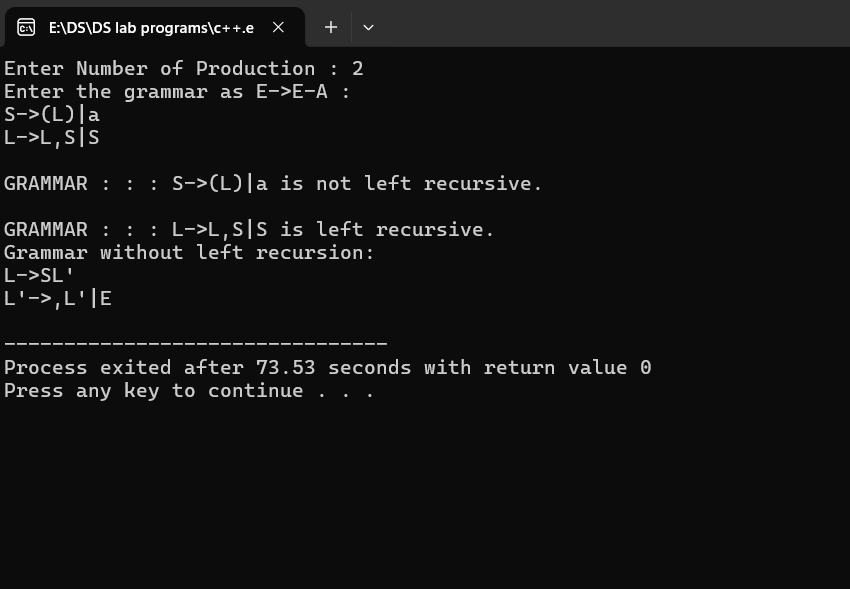 E:\DS\DS lab programs\c++.e
Enter Number of Production : 2
Enter the grammar as E->E-A :
S->(L)|a
L->L,S|S
GRAMMAR : : : S->(L)|a is not left recursive.
GRAMMAR : : : L->L,S|S is left recursive.
Grammar without left recursion:
L->SL'
L'->,L'|E
--------------------------------
Process exited after 73.53 seconds with return value 0
Press any key to continue . . .